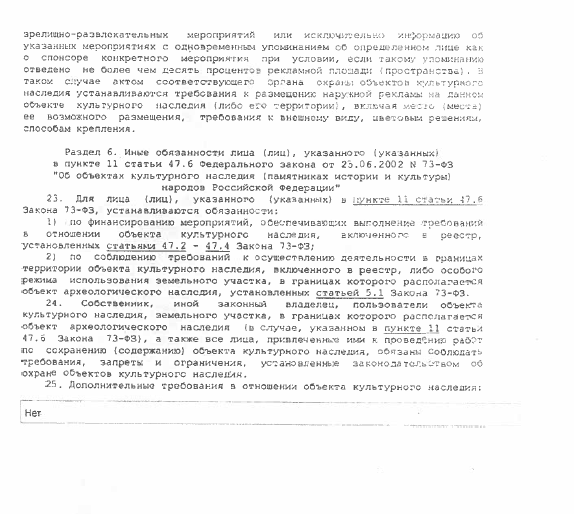 зрелищно-развлекательных мероприятий или исключительно информацию об
указанных мероприятиях с одновременным упоминанием об определенном лице как
о спонсоре конкретного мероприятия при условии, если такому упоминанию
отведено не более чем десять процентов рекламной площади (пространства). В
таком случае актом соответствующего органа охраны объектов культурного
наследия устанавливаются требования к размещению наружной рекламы на данном
объекте культурного наследия (либо его территории), включая место (места)
ее возможного размещения, требования к внешнему виду, цветовым решениям,
способам крепления.
Раздел 6. Иные обязанности лица (лиц), указанного (указанных)
в пункте 11 статьи 47.6 Федерального закона от 25.06.2002 N 73-ФЗ
"Об объектах культурного наследия (памятниках истории и культуры)
народов Российской Федерации"
23. Для лица (лиц), указанного (указанных) в пункте 11 статьи 47.6
Закона 73-ФЗ, устанавливаются обязанности:
1) по финансированию мероприятий, обеспечивающих выполнение требований
в отношении объекта культурного наследия, включенного в реестр,
установленных статьями 47.2 - 47.4 Закона 73-ФЗ;
2) по соблюдению требований к осуществлению деятельности в границах
территории объекта культурного наследия, включенного в реестр, либо особого
режима использования земельного участка, в границах которого располагается
объект археологического наследия, установленных статьей 5.1 Закона 73-ФЗ.
24. Собственник, иной законный владелец, пользователи объекта
культурного наследия, земельного участка, в границах которого располагается
объект археологического наследия (в случае, указанном в пункте 11 статьи
47.6 Закона 73-ФЗ), а также все лица, привлеченные ими к проведению работ
по сохранению (содержанию) объекта культурного наследия, обязаны соблюдать
требования, запреты и ограничения, установленные законодательством об
охране объектов культурного наследия.
25. Дополнительные требования в отношении объекта культурного наследия:
Нет